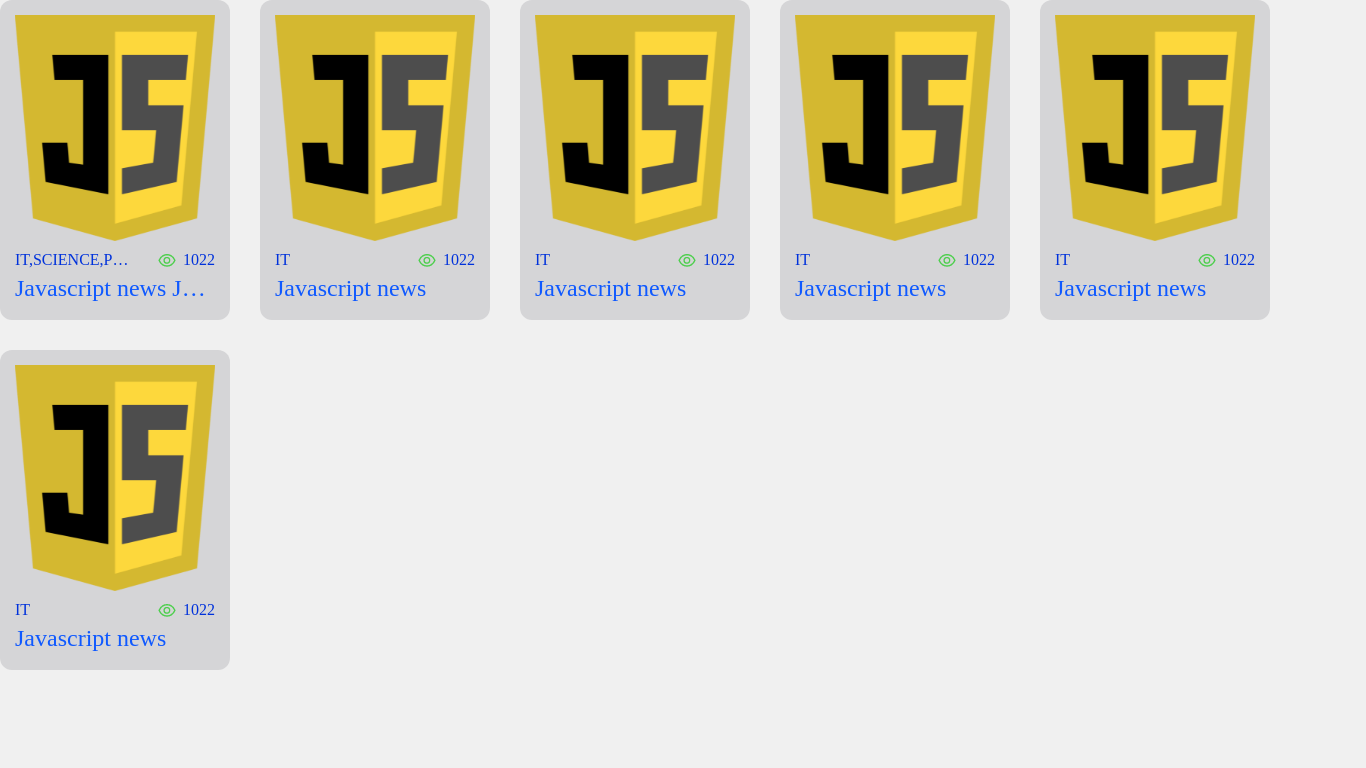 JS JS JS JS JS
IT,SCIENCE,P… 1022 IT 1022 IT 1022 IT 1022 IT 1022
Javascript news J… Javascript news Javascript news Javascript news Javascript news
JS
IT 1022
Javascript news